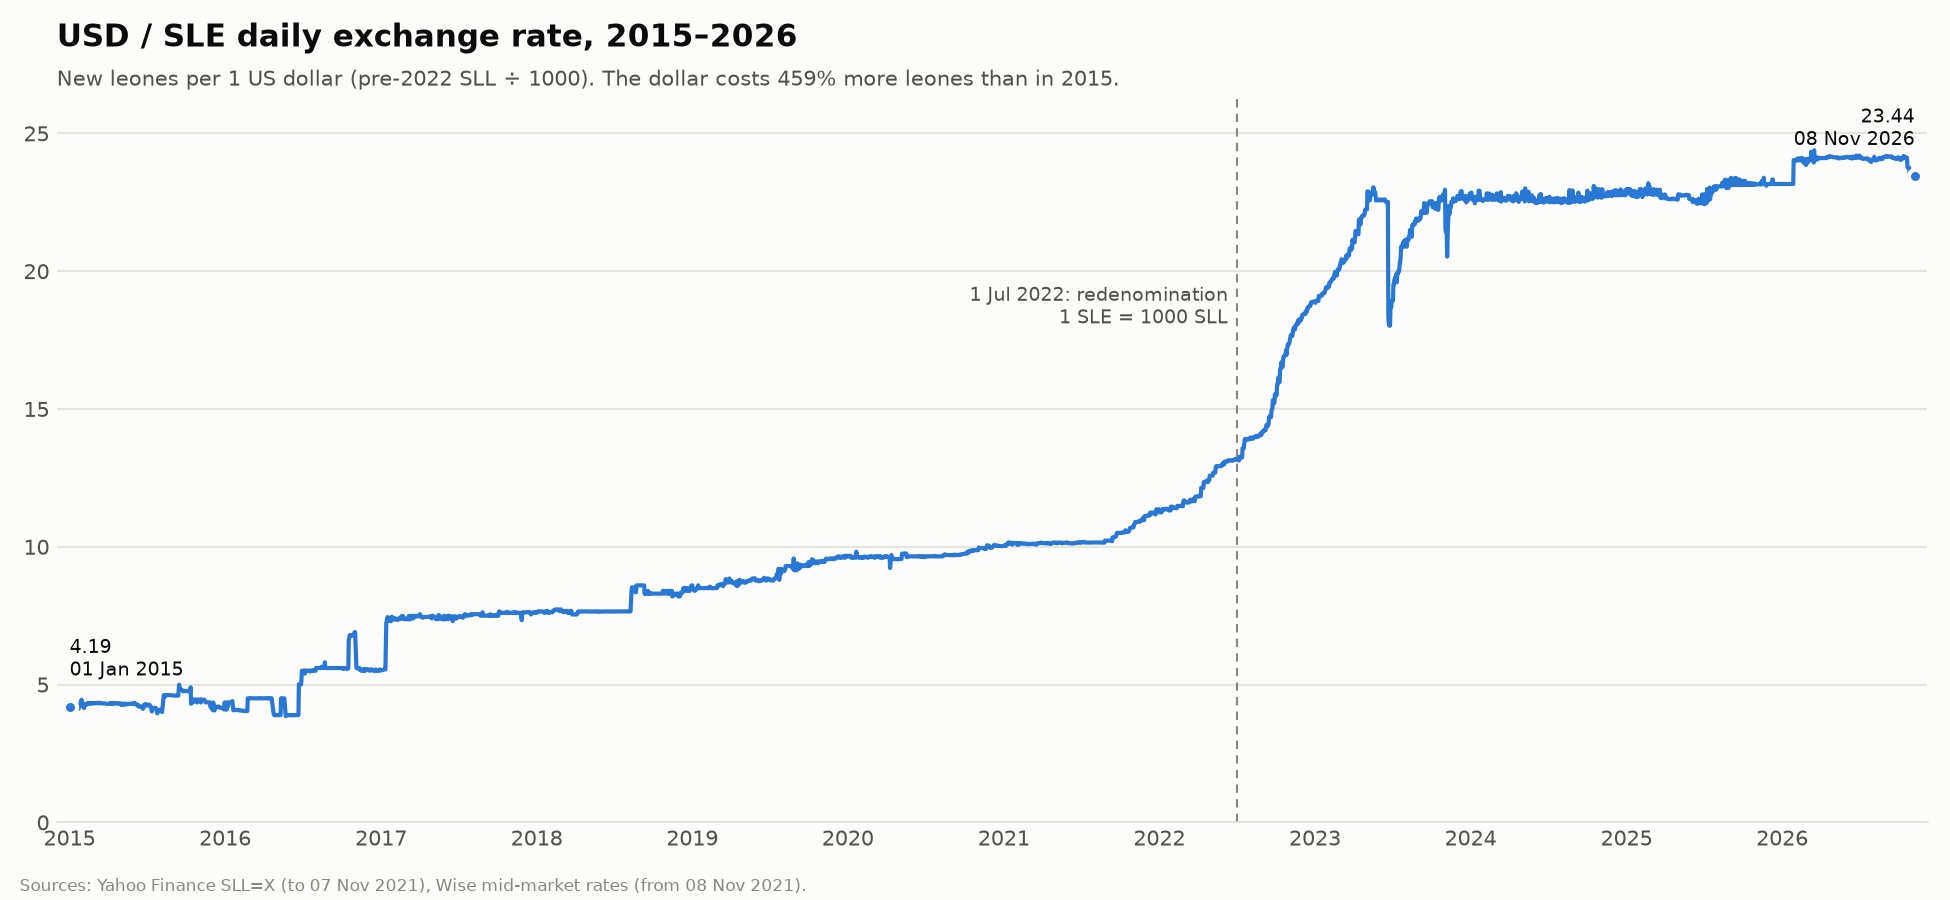 USD / SLE daily exchange rate, 2015–2026
New leones per 1 US dollar (pre-2022 SLL ÷ 1000). The dollar costs 459% more leones than in 2015.
23.44
08 Nov 2026
25
20
1 Jul 2022: redenomination
1 SLE = 1000 SLL
15
10
4.19
01 Jan 2015
5
0
2015 2016 2017 2018 2019 2020 2021 2022 2023 2024 2025 2026
Sources: Yahoo Finance SLL=X (to 07 Nov 2021), Wise mid-market rates (from 08 Nov 2021).